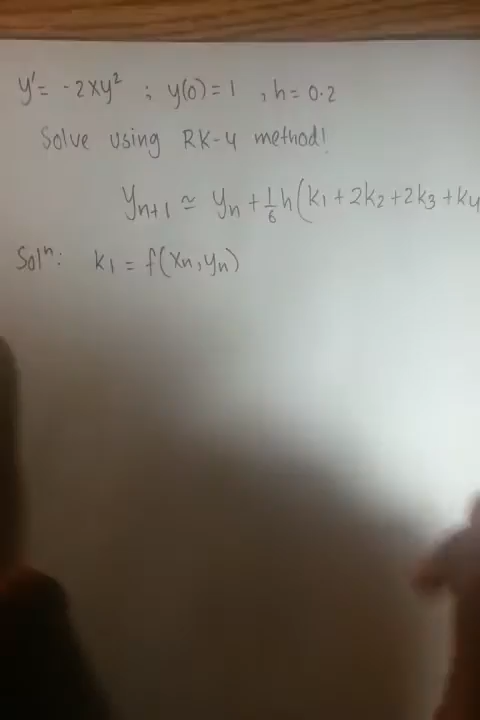 y' = -2xy² ; y(0) = 1 , h = 0.2
Solve using RK-4 method!
yn+1 ≃ yn + 1/6 h(k1 + 2k2 + 2k3 + k4
Solⁿ: k1 = f(xn, yn)